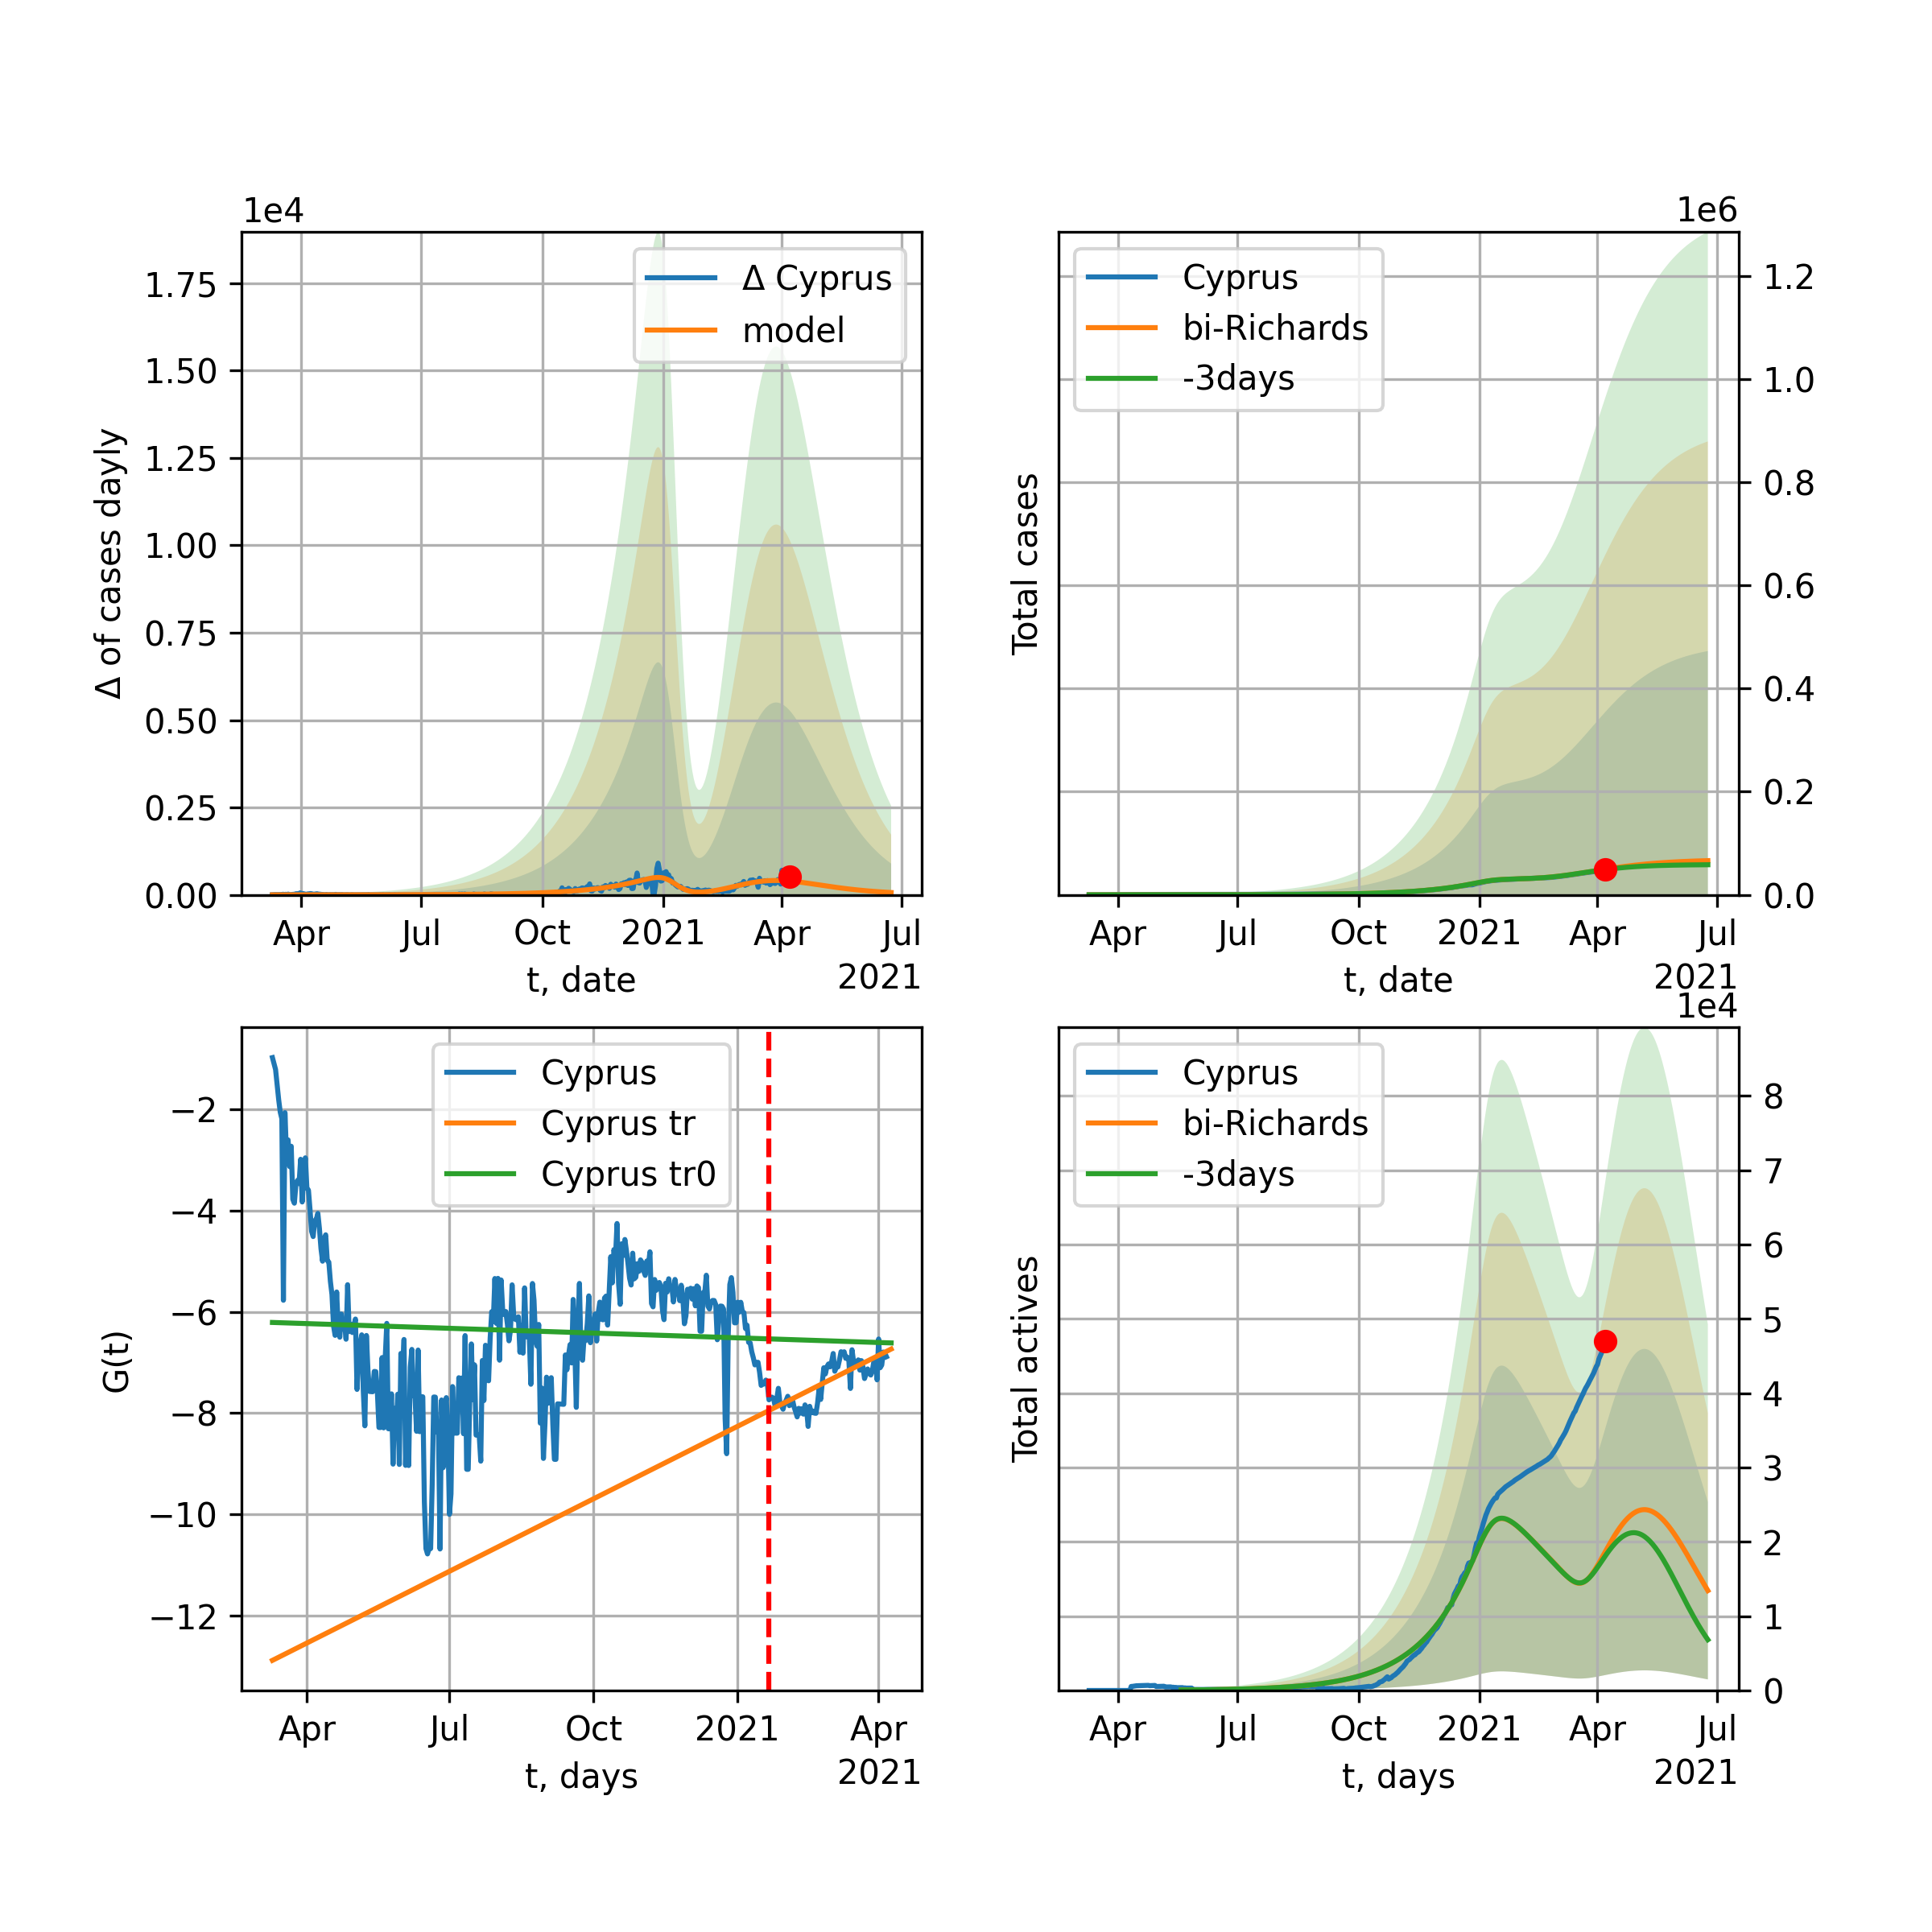 1e4
Δ of cases dayly
1.75
1.50
1.25
1.00
0.75
0.50
0.25
0.00
Δ Cyprus
model
Apr Jul Oct 2021 Apr Jul
2021
t, date
1e6
Total cases
Cyprus
bi-Richards
-3days
1.2
1.0
0.8
0.6
0.4
0.2
0.0
Apr Jul Oct 2021 Apr Jul
2021
t, date
G(t)
−2
−4
−6
−8
−10
−12
Cyprus
Cyprus tr
Cyprus tr0
Apr Jul Oct 2021 Apr
2021
t, days
1e4
Total actives
Cyprus
bi-Richards
-3days
8
7
6
5
4
3
2
1
0
Apr Jul Oct 2021 Apr Jul
2021
t, days